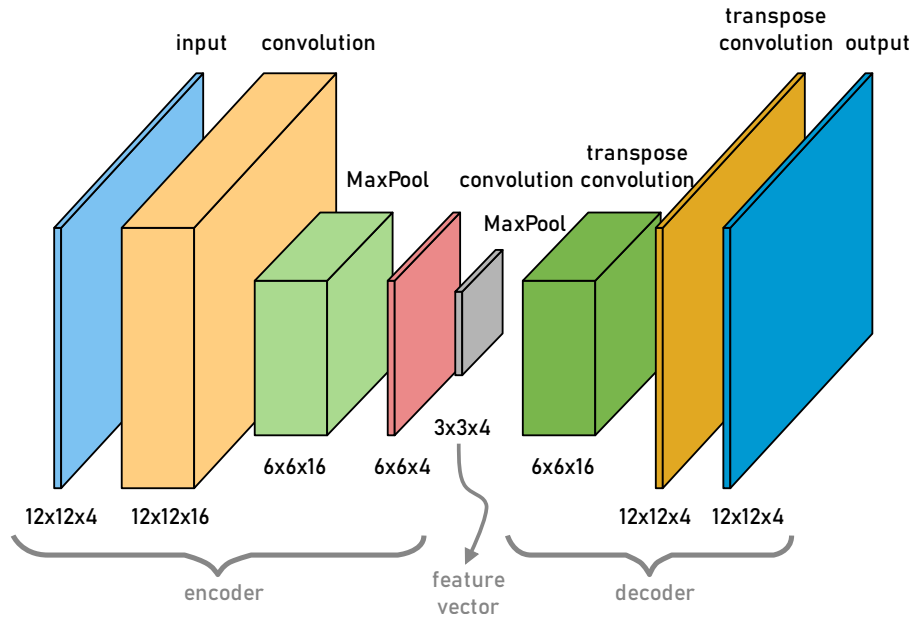 transpose
input convolution convolution output
transpose
MaxPool convolution convolution
MaxPool
3x3x4
6x6x16 6x6x4 6x6x16
12x12x4 12x12x16 12x12x4 12x12x4
encoder feature decoder
vector